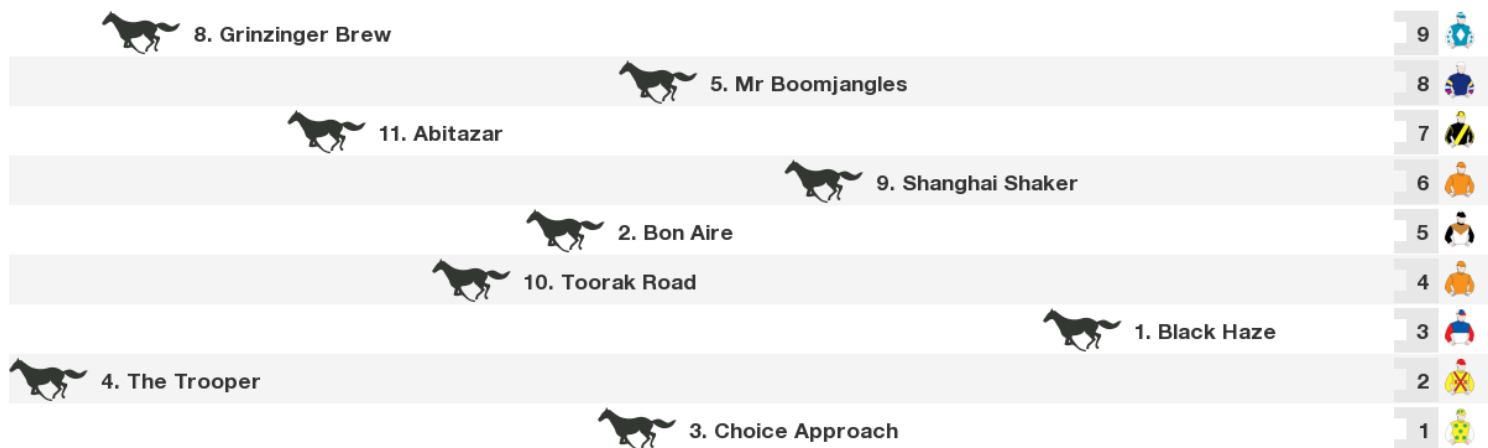 8. Grinzinger Brew 9
5. Mr Boomjangles 8
11. Abitazar 7
9. Shanghai Shaker 6
2. Bon Aire 5
10. Toorak Road 4
1. Black Haze 3
4. The Trooper 2
3. Choice Approach 1